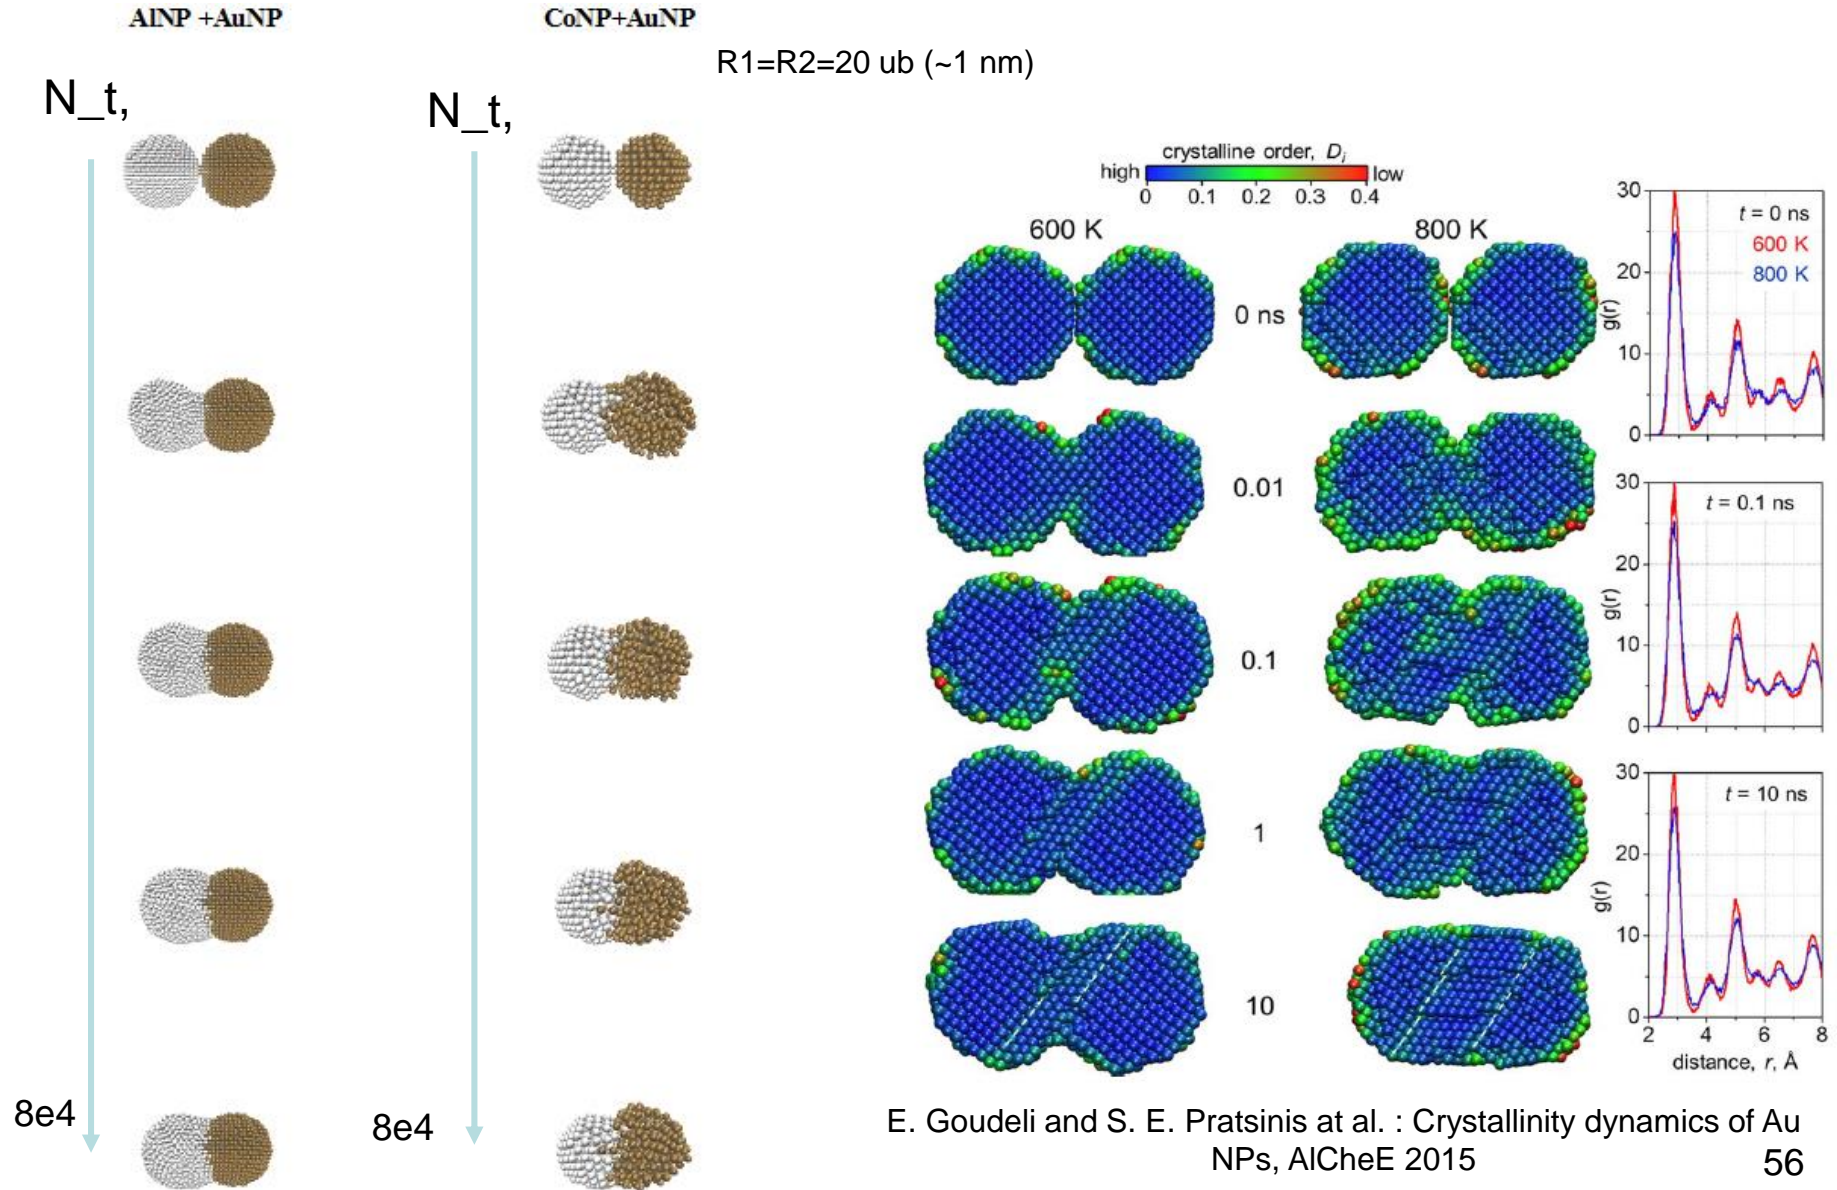 AlNP +AuNP
CoNP+AuNP
R1=R2=20 ub (~1 nm)
N_t,
N_t,
8e4
8e4
crystalline order, Di
high
low
0 0.1 0.2 0.3 0.4
600 K
800 K
0 ns
0.01
0.1
1
10
30
20
10
0
g(r)
t = 0 ns
600 K
800 K
30
20
10
0
g(r)
t = 0.1 ns
30
20
10
0
g(r)
t = 10 ns
2 4 6 8
distance, r, Å
E. Goudeli and S. E. Pratsinis at al. : Crystallinity dynamics of Au
NPs, AlCheE 2015
56